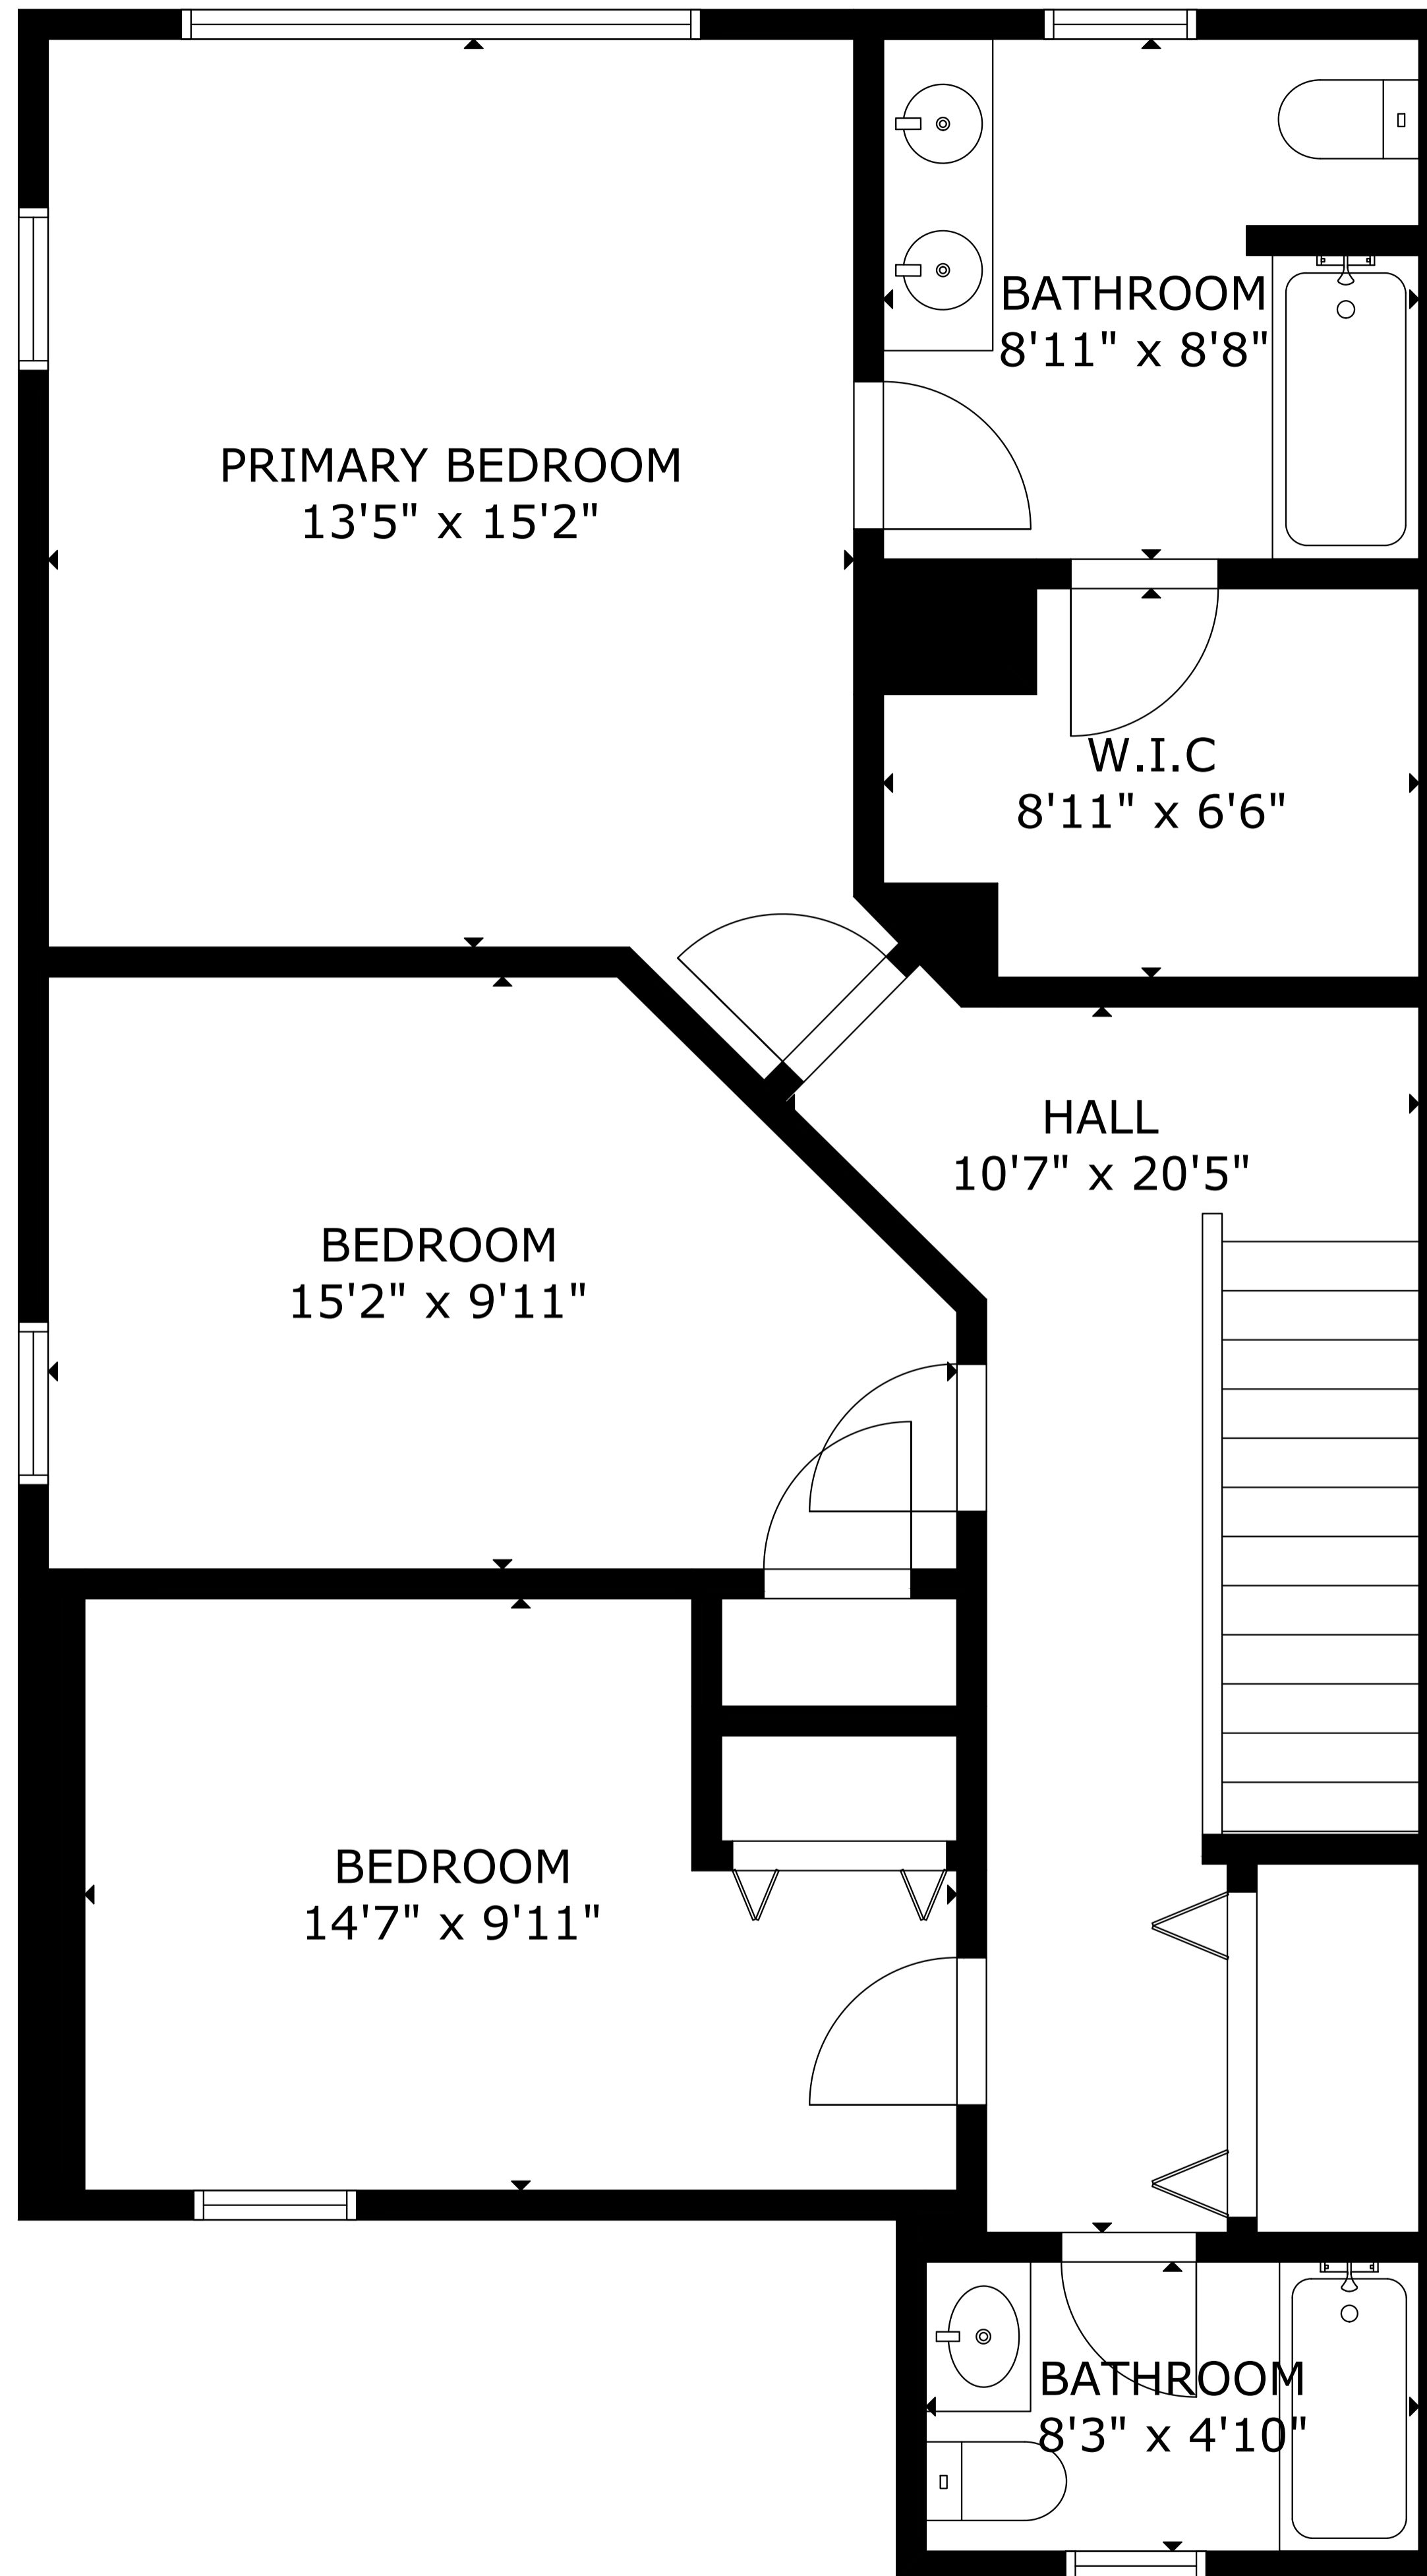 BATHROOM
8'11" x 8'8"
PRIMARY BEDROOM
13'5" x 15'2"
W.I.C
8'11" x 6'6"
HALL
10'7" x 20'5"
BEDROOM
15'2" x 9'11"
BEDROOM
14'7" x 9'11"
BATHROOM
8'3" x 4'10"